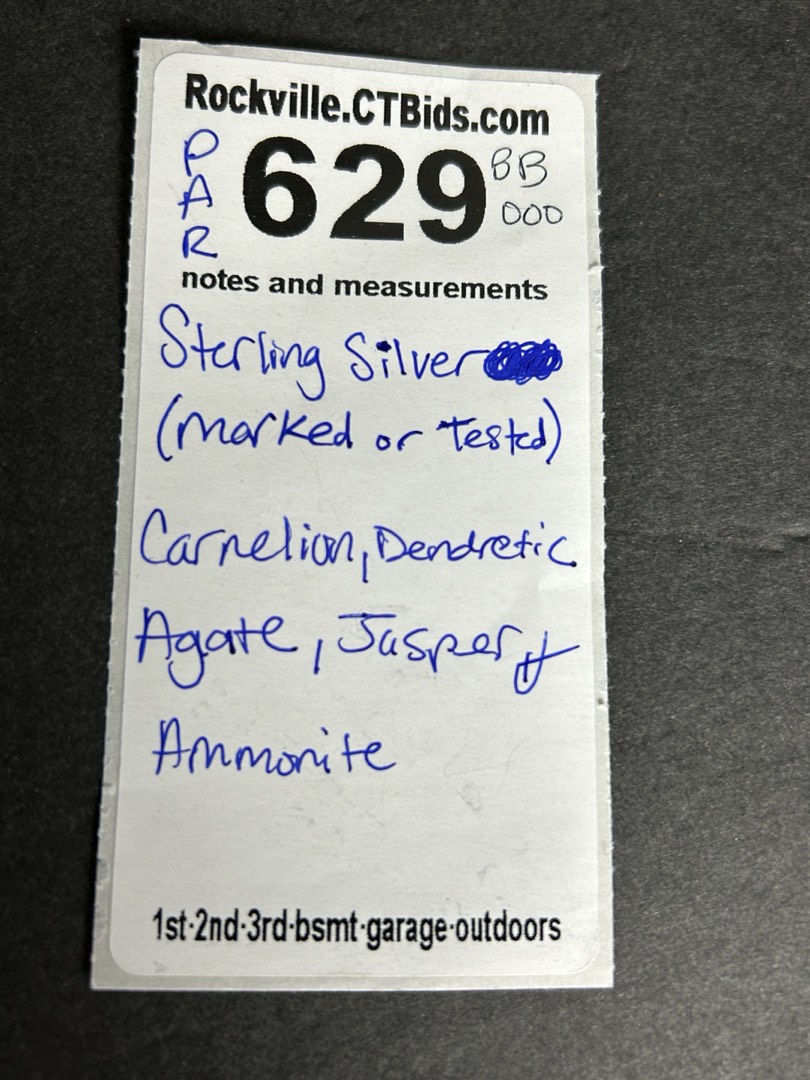 Rockville.CTBids.com
PAR
629
BB
000
notes and measurements
Sterling Silver
(marked or Tested)
Carnelion, Dendretic
Agate, Jasper, +
Ammonite
1st·2nd·3rd·bsmt·garage·outdoors